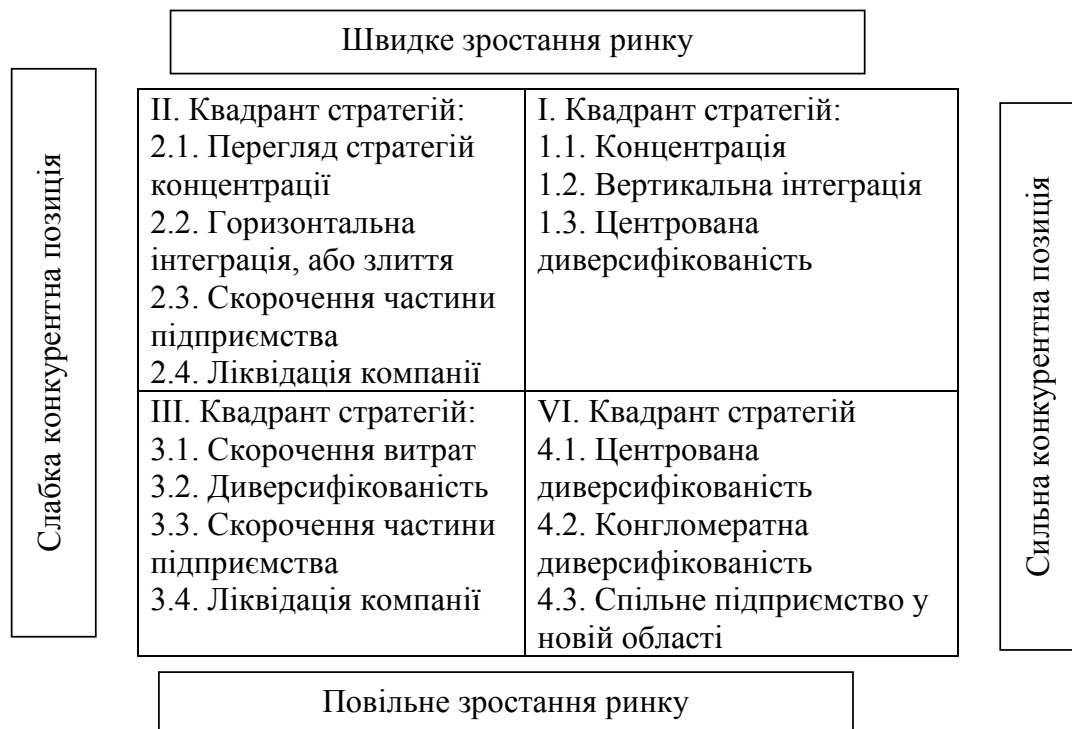 Швидке зростання ринку
Слабка конкурентна позиція
II. Квадрант стратегій:
2.1. Перегляд стратегій
концентрації
2.2. Горизонтальна
інтеграція, або злиття
2.3. Скорочення частини
підприємства
2.4. Ліквідація компанії
I. Квадрант стратегій:
1.1. Концентрація
1.2. Вертикальна інтеграція
1.3. Центрована
диверсифікованість
III. Квадрант стратегій:
3.1. Скорочення витрат
3.2. Диверсифікованість
3.3. Скорочення частини
підприємства
3.4. Ліквідація компанії
VI. Квадрант стратегій
4.1. Центрована
диверсифікованість
4.2. Конгломератна
диверсифікованість
4.3. Спільне підприємство у
новій області
Сильна конкурентна позиція
Повільне зростання ринку